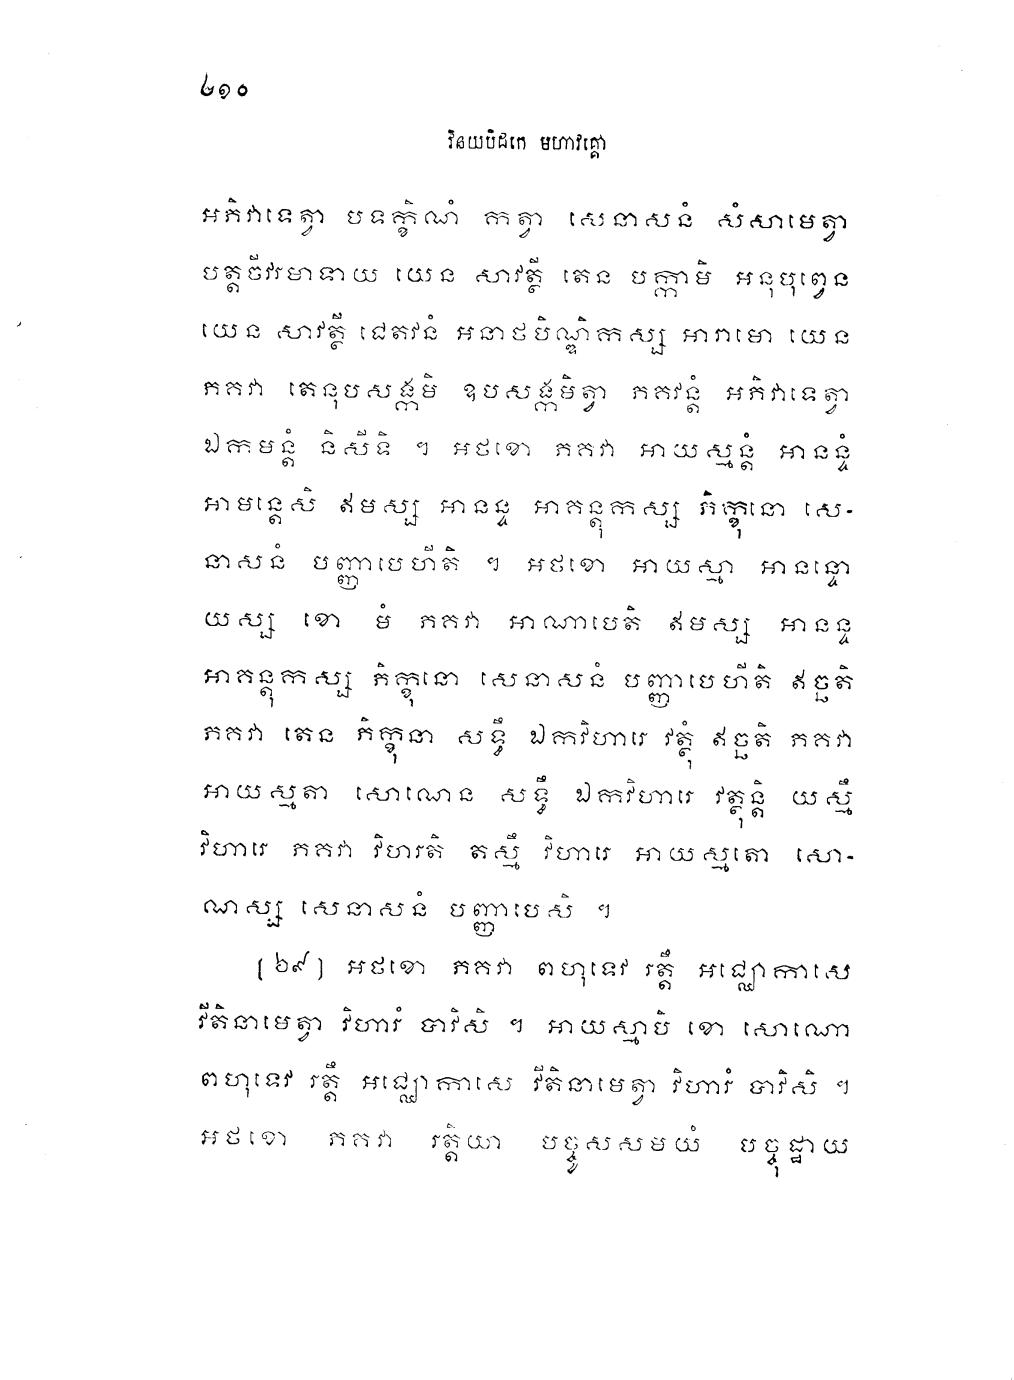 ២១០
វិនយបិដកេ មហាវគ្គោ
អភិវាទេត្វា បទក្ខិណំ កត្វា សេនាសនំ សំសាមេត្វា
បត្តចីវរមាទាយ យេន សាវត្ថី តេន បក្កាមិ អនុបុព្វេន
យេន សាវត្ថី ជេតវនំ អនាថបិណ្ឌិកស្ស អារាមោ យេន
ភគវា តេនុបសង្កមិ ឧបសង្កមិត្វា ភគវន្តំ អភិវាទេត្វា
ឯកមន្តំ និសីទិ ។ អថខោ ភគវា អាយស្មន្តំ អានន្ទំ
អាមន្តេសិ ឥមស្ស អានន្ទ អាគន្តុកស្ស ភិក្ខុនោ សេ-
នាសនំ បញ្ញាបេហីតិ ។ អថខោ អាយស្មា អានន្ទោ
យស្ស ខោ មំ ភគវា អាណាបេតិ ឥមស្ស អានន្ទ
អាគន្តុកស្ស ភិក្ខុនោ សេនាសនំ បញ្ញាបេហីតិ ឥច្ឆតិ
ភគវា តេន ភិក្ខុនា សទ្ធឹ ឯកវិហារេ វត្ថុំ ឥច្ឆតិ ភគវា
អាយស្មតា សោណេន សទ្ធឹ ឯកវិហារេ វត្ថុន្តិ យស្មឹ
វិហារេ ភគវា វិហរតិ តស្មឹ វិហារេ អាយស្មតោ សោ-
ណស្ស សេនាសនំ បញ្ញាបេសិ ។
[៦៩] អថខោ ភគវា ពហុទេវ រត្តឹ អជ្ឈោកាសេ
វីតិនាមេត្វា វិហារំ បាវិសិ ។ អាយស្មាបិ ខោ សោណោ
ពហុទេវ រត្តឹ អជ្ឈោកាសេ វីតិនាមេត្វា វិហារំ បាវិសិ ។
អថខោ ភគវា រត្តិយា បច្ចូសសមយំ បច្ចុដ្ឋាយ